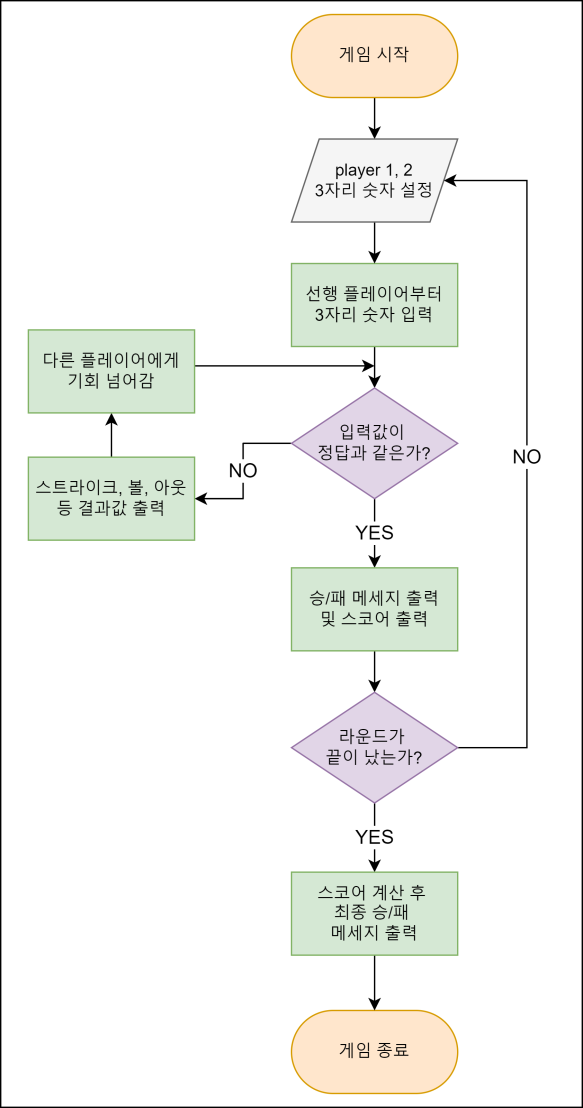 게임 시작
player 1, 2
3자리 숫자 설정
선행 플레이어부터
3자리 숫자 입력
다른 플레이어에게
기회 넘어감
입력값이
정답과 같은가?
NO
스트라이크, 볼, 아웃
등 결과값 출력
NO
YES
승/패 메세지 출력
및 스코어 출력
라운드가
끝이 났는가?
YES
스코어 계산 후
최종 승/패
메세지 출력
게임 종료